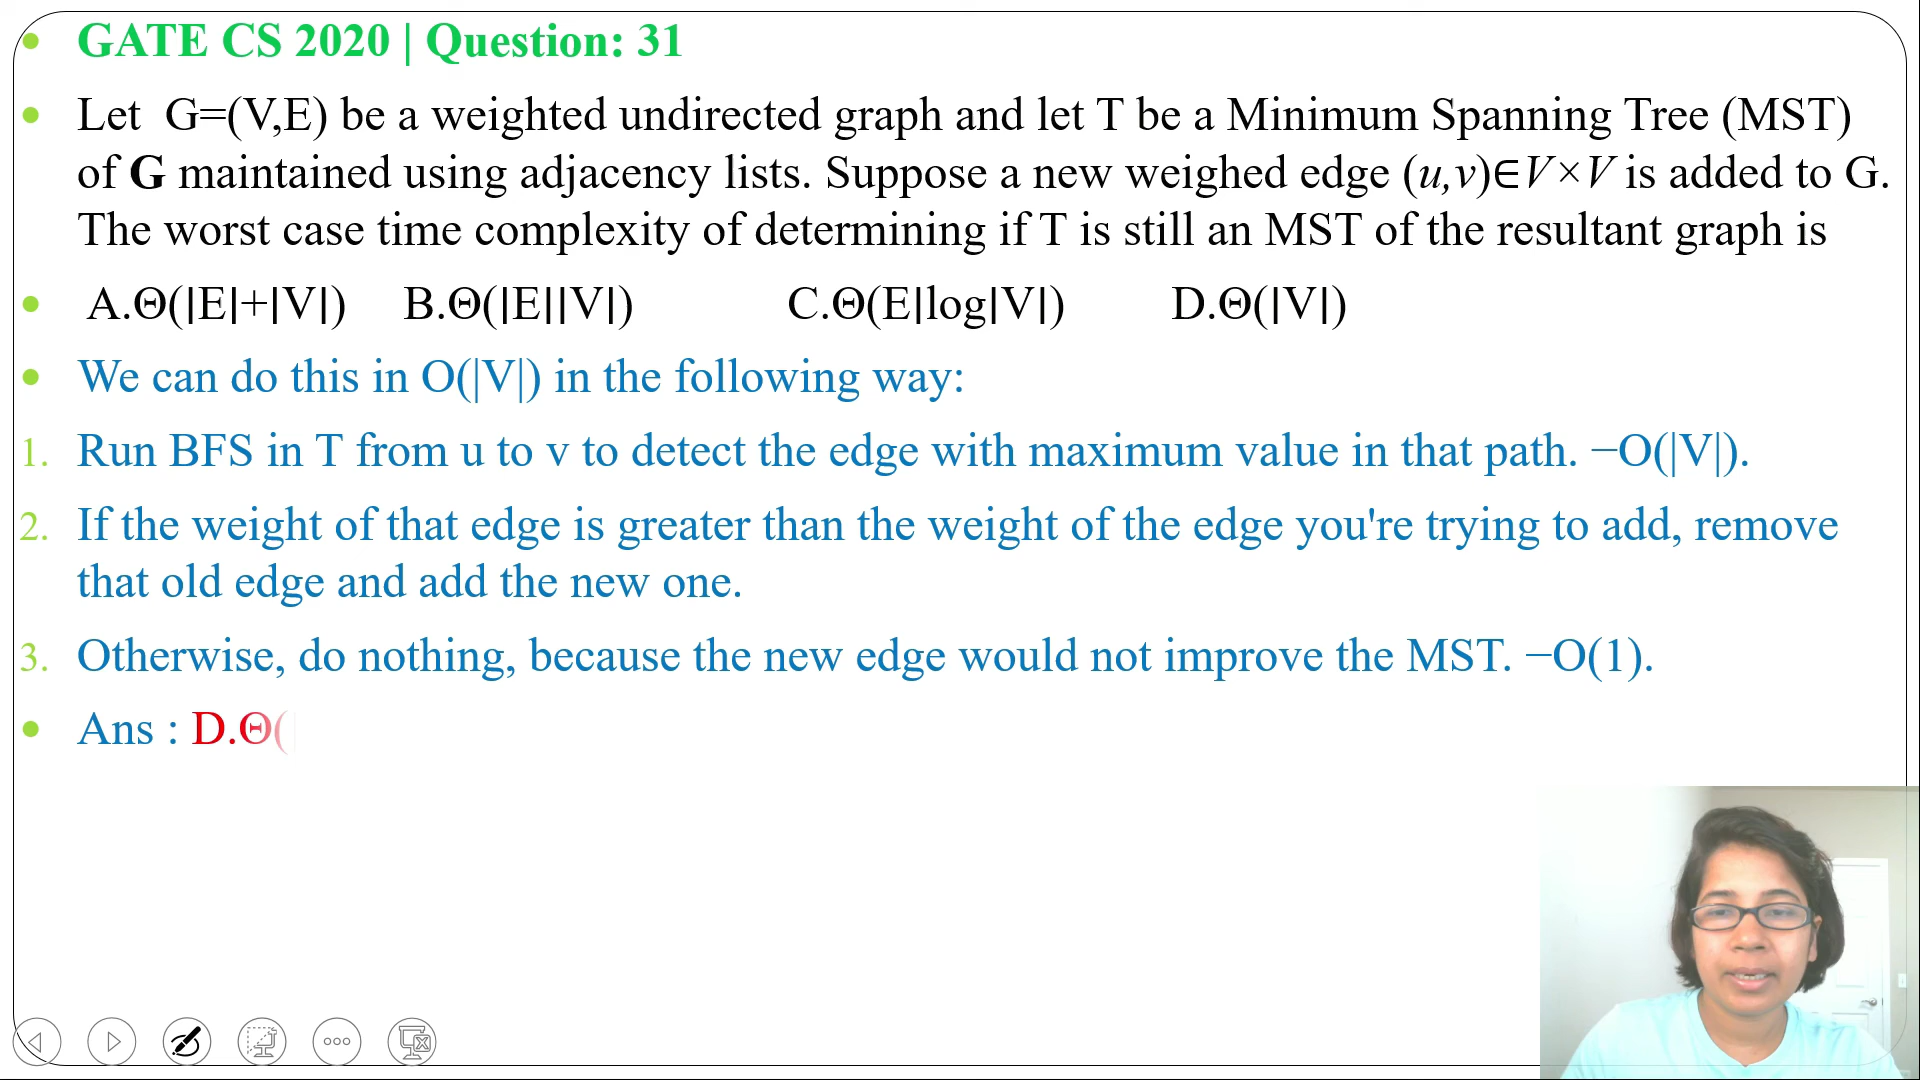 GATE CS 2020 | Question: 31
Let G=(V,E) be a weighted undirected graph and let T be a Minimum Spanning Tree (MST)
of G maintained using adjacency lists. Suppose a new weighed edge (u,v)∈V×V is added to G.
The worst case time complexity of determining if T is still an MST of the resultant graph is
A.Θ(|E|+|V|) B.Θ(|E||V|) C.Θ(E|log|V|) D.Θ(|V|)
We can do this in O(|V|) in the following way:
1. Run BFS in T from u to v to detect the edge with maximum value in that path. −O(|V|).
2. If the weight of that edge is greater than the weight of the edge you're trying to add, remove
that old edge and add the new one.
3. Otherwise, do nothing, because the new edge would not improve the MST. −O(1).
Ans : D.Θ(